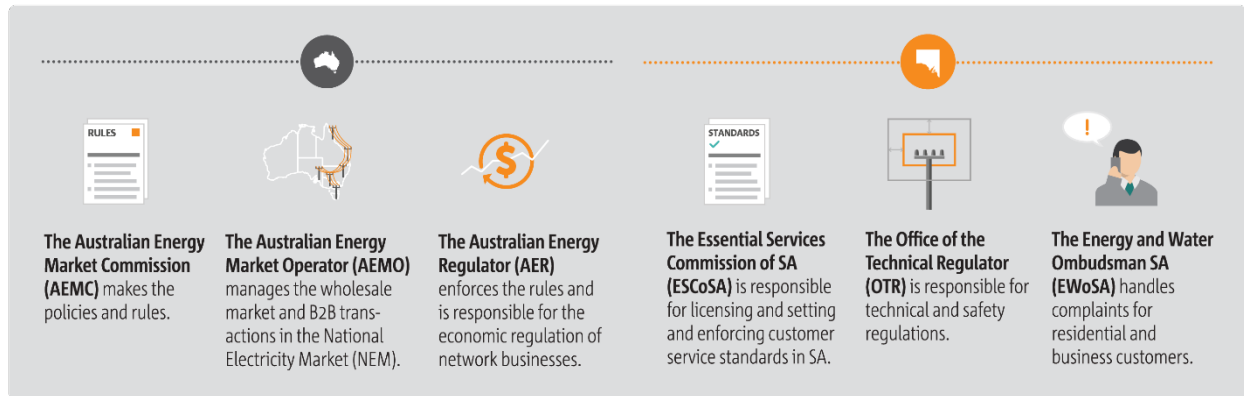 RULES
The Australian Energy
Market Commission
(AEMC) makes the
policies and rules.
The Australian Energy
Market Operator (AEMO)
manages the wholesale
market and B2B trans-
actions in the National
Electricity Market (NEM).
The Australian Energy
Regulator (AER)
enforces the rules and
is responsible for the
economic regulation of
network businesses.
STANDARDS
The Essential Services
Commission of SA
(ESCoSA) is responsible
for licensing and setting
and enforcing customer
service standards in SA.
The Office of the
Technical Regulator
(OTR) is responsible for
technical and safety
regulations.
!
The Energy and Water
Ombudsman SA
(EWoSA) handles
complaints for
residential and
business customers.